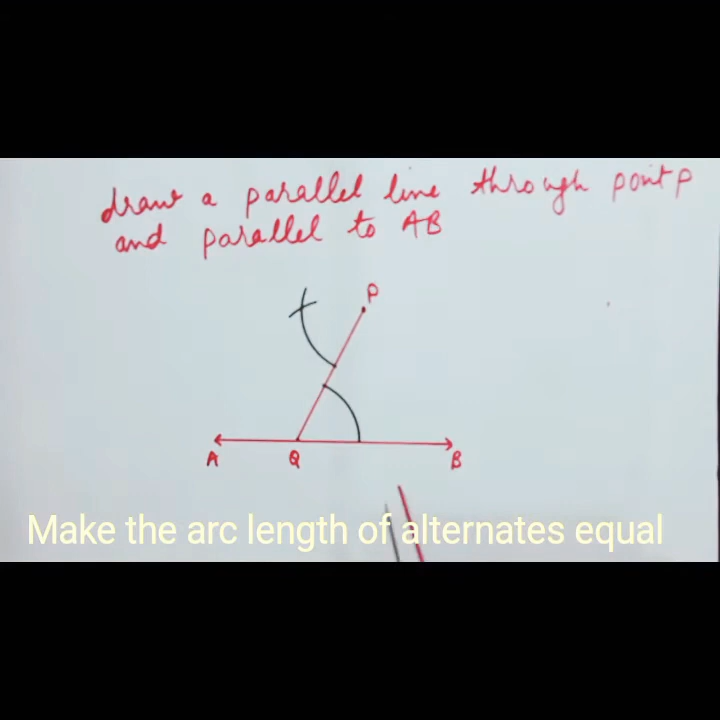 draw a parallel line through point P
and parallel to AB
P
A Q B
Make the arc length of alternates equal